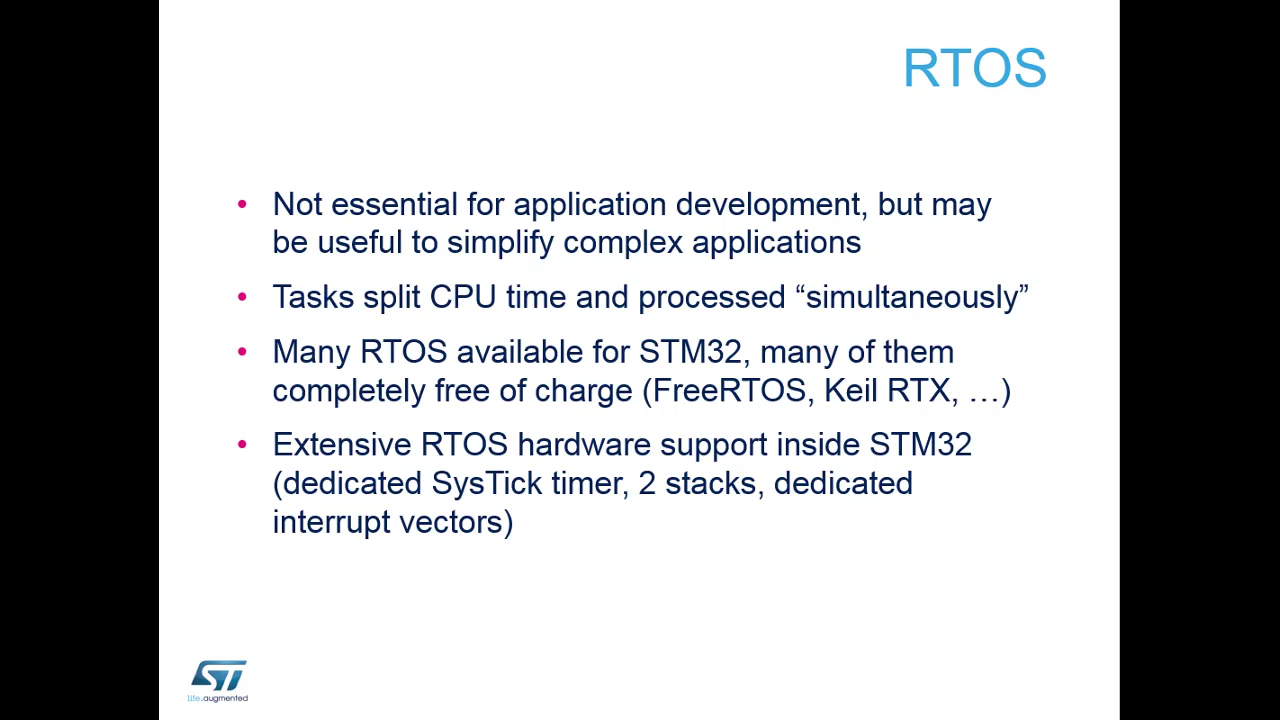 RTOS
• Not essential for application development, but may
be useful to simplify complex applications
• Tasks split CPU time and processed “simultaneously”
• Many RTOS available for STM32, many of them
completely free of charge (FreeRTOS, Keil RTX, …)
• Extensive RTOS hardware support inside STM32
(dedicated SysTick timer, 2 stacks, dedicated
interrupt vectors)
ST
life.augmented